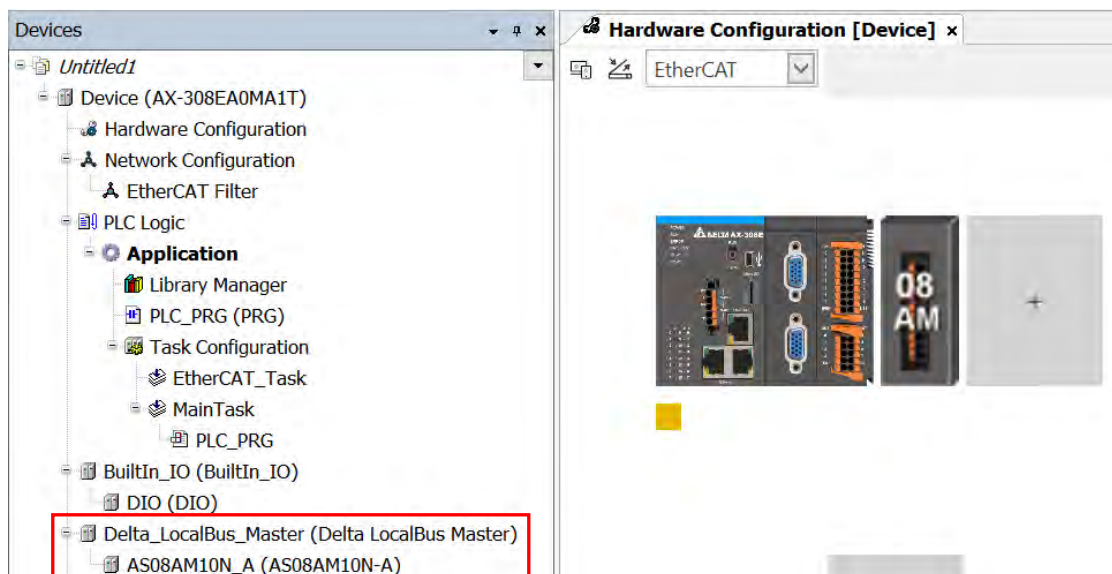 Devices
Untitled1
Device (AX-308EA0MA1T)
Hardware Configuration
Network Configuration
EtherCAT Filter
PLC Logic
Application
Library Manager
PLC_PRG (PRG)
Task Configuration
EtherCAT_Task
MainTask
PLC_PRG
BuiltIn_IO (BuiltIn_IO)
DIO (DIO)
Delta_LocalBus_Master (Delta LocalBus Master)
AS08AM10N_A (AS08AM10N-A)
Hardware Configuration [Device]
EtherCAT
DELTA AX-308E
08
AM